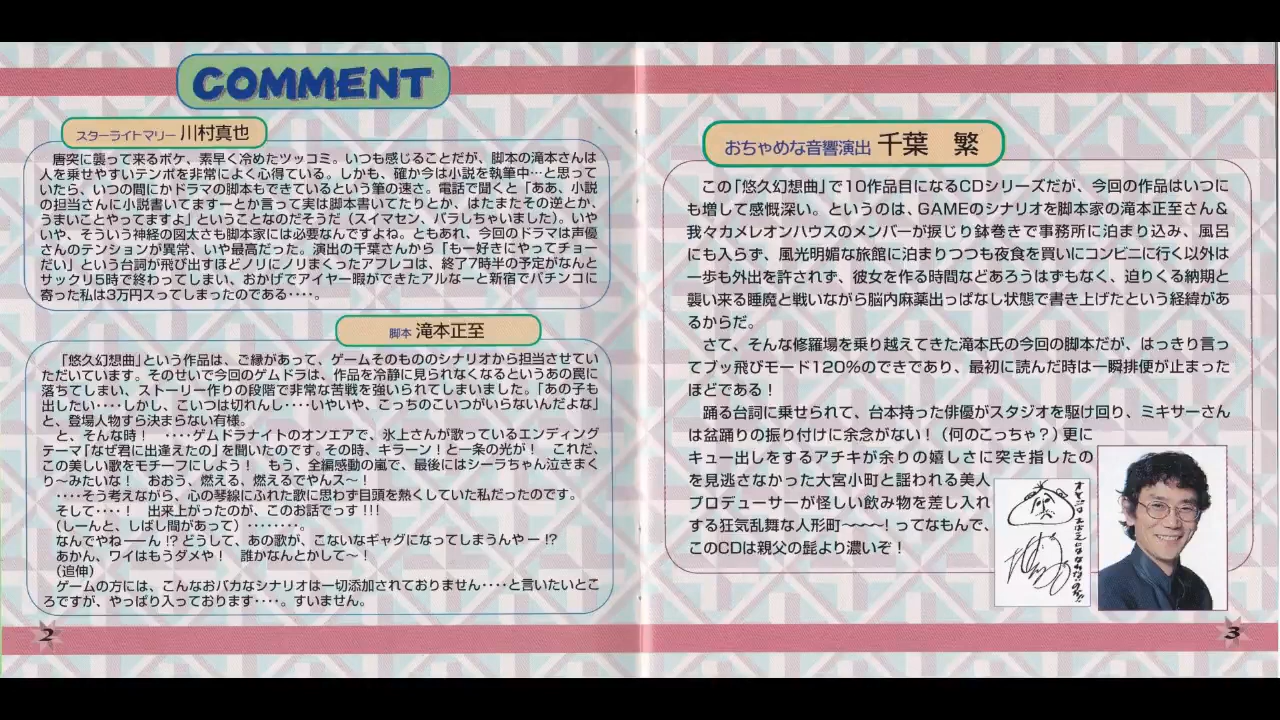 COMMENT
スターライトマリー 川村真也
唐突に襲って来るボケ、素早く冷めたツッコミ。いつも感じることだが、脚本の滝本さんは
人を乗せやすいテンポを非常によく心得ている。しかも、確か今は小説を執筆中…と思って
いたら、いつの間にかドラマの脚本もできているという筆の速さ。電話で聞くと「ああ、小説
の担当さんに小説書いてますーとか言って実は脚本書いてたりとか、はたまたその逆とか、
うまいことやってますよ」ということなのだそうだ（スイマセン、バラしちゃいました）。いや
いや、そういう神経の図太さも脚本家には必要なんですよね。ともあれ、今回のドラマは声優
さんのテンションが異常、いや最高だった。演出の千葉さんから「もー好きにやってチョー
だい」という台詞が飛び出すほどノリにノリまくったアフレコは、終了7時半の予定がなんと
サックリ5時で終わってしまい、おかげでアイヤー暇ができたアルなーと新宿でパチンコに
寄った私は3万円スってしまったのである‥‥。
脚本 滝本正至
「悠久幻想曲」という作品は、ご縁があって、ゲームそのもののシナリオから担当させてい
ただいています。そのせいで今回のゲムドラは、作品を冷静に見られなくなるというあの罠に
落ちてしまい、ストーリー作りの段階で非常な苦戦を強いられてしまいました。「あの子も
出したい‥‥しかし、こいつは切れんし‥‥いやいや、こっちのこいつがいらないんだよな」
と、登場人物すら決まらない有様。
と、そんな時！　‥‥ゲムドラナイトのオンエアで、氷上さんが歌っているエンディング
テーマ「なぜ君に出逢えたの」を聞いたのです。その時、キラーン！と一条の光が！　これだ、
この美しい歌をモチーフにしよう！　もう、全編感動の嵐で、最後にはシーラちゃん泣きまく
り〜みたいな！　おおう、燃える、燃えるでやんス〜！
‥‥そう考えながら、心の琴線にふれた歌に思わず目頭を熱くしていた私だったのです。
そして‥‥！　出来上がったのが、このお話でっす!!!
（しーんと、しばし間があって）‥‥‥‥。
なんでやねーーん!? どうして、あの歌が、こないなギャグになってしまうんやー!?
あかん、ワイはもうダメや！　誰かなんとかして〜！
（追伸）
ゲームの方には、こんなおバカなシナリオは一切添加されておりません‥‥と言いたいとこ
ろですが、やっぱり入っております‥‥。すいません。
2
おちゃめな音響演出 千葉　繁
この「悠久幻想曲」で10作品目になるCDシリーズだが、今回の作品はいつに
も増して感慨深い。というのは、GAMEのシナリオを脚本家の滝本正至さん&
我々カメレオンハウスのメンバーが捩じり鉢巻きで事務所に泊まり込み、風呂
にも入らず、風光明媚な旅館に泊まりつつも夜食を買いにコンビニに行く以外は
一歩も外出を許されず、彼女を作る時間などあろうはずもなく、迫りくる納期と
襲い来る睡魔と戦いながら脳内麻薬出っぱなし状態で書き上げたという経緯があ
るからだ。
さて、そんな修羅場を乗り越えてきた滝本氏の今回の脚本だが、はっきり言っ
てブッ飛びモード120%のできであり、最初に読んだ時は一瞬排便が止まった
ほどである！
踊る台詞に乗せられて、台本持った俳優がスタジオを駆け回り、ミキサーさん
は盆踊りの振り付けに余念がない！（何のこっちゃ？）更に
キュー出しをするアチキが余りの嬉しさに突き指したの
を見逃さなかった大宮小町と謳われる美人
プロデューサーが怪しい飲み物を差し入れ
する狂気乱舞な人形町〜〜〜〜！ってなもんで、
このCDは親父の髭より濃いぞ！
3